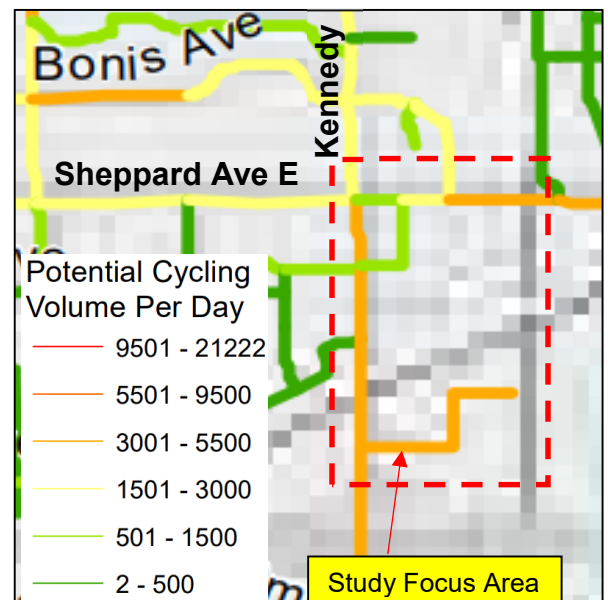 Bonis Ave
Kennedy
Sheppard Ave E
Potential Cycling
Volume Per Day
9501 - 21222
5501 - 9500
3001 - 5500
1501 - 3000
501 - 1500
2 - 500
Study Focus Area